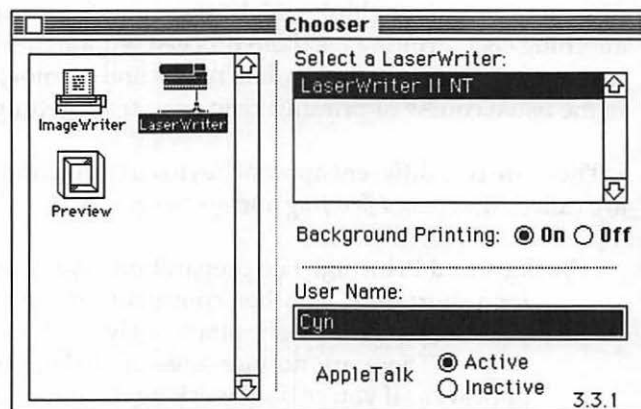 Chooser
ImageWriter
LaserWriter
Preview
Select a LaserWriter:
LaserWriter II NT
Background Printing: On Off
User Name:
Cyn
AppleTalk
Active
Inactive
3.3.1